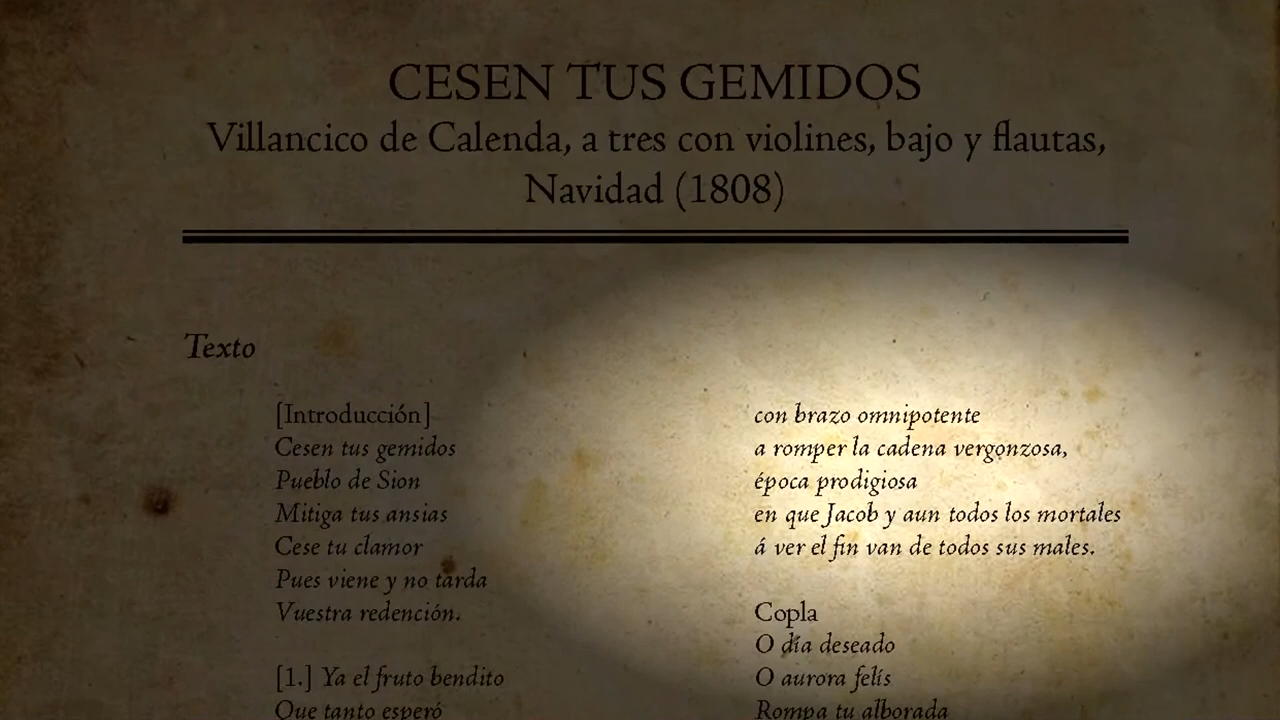 CESEN TUS GEMIDOS
Villancico de Calenda, a tres con violines, bajo y flautas,
Navidad (1808)
Texto
[Introducción]
Cesen tus gemidos
Pueblo de Sion
Mitiga tus ansias
Cese tu clamor
Pues viene y no tarda
Vuestra redención.
[1.] Ya el fruto bendito
Que tanto esperó
con brazo omnipotente
a romper la cadena vergonzosa,
época prodigiosa
en que Jacob y aun todos los mortales
á ver el fin van de todos sus males.
Copla
O día deseado
O aurora felís
Rompa tu alborada